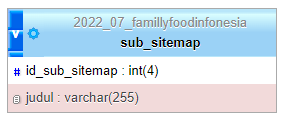 2022_07_famillyfoodinfonesia
v
sub_sitemap
# id_sub_sitemap : int(4)
judul : varchar(255)